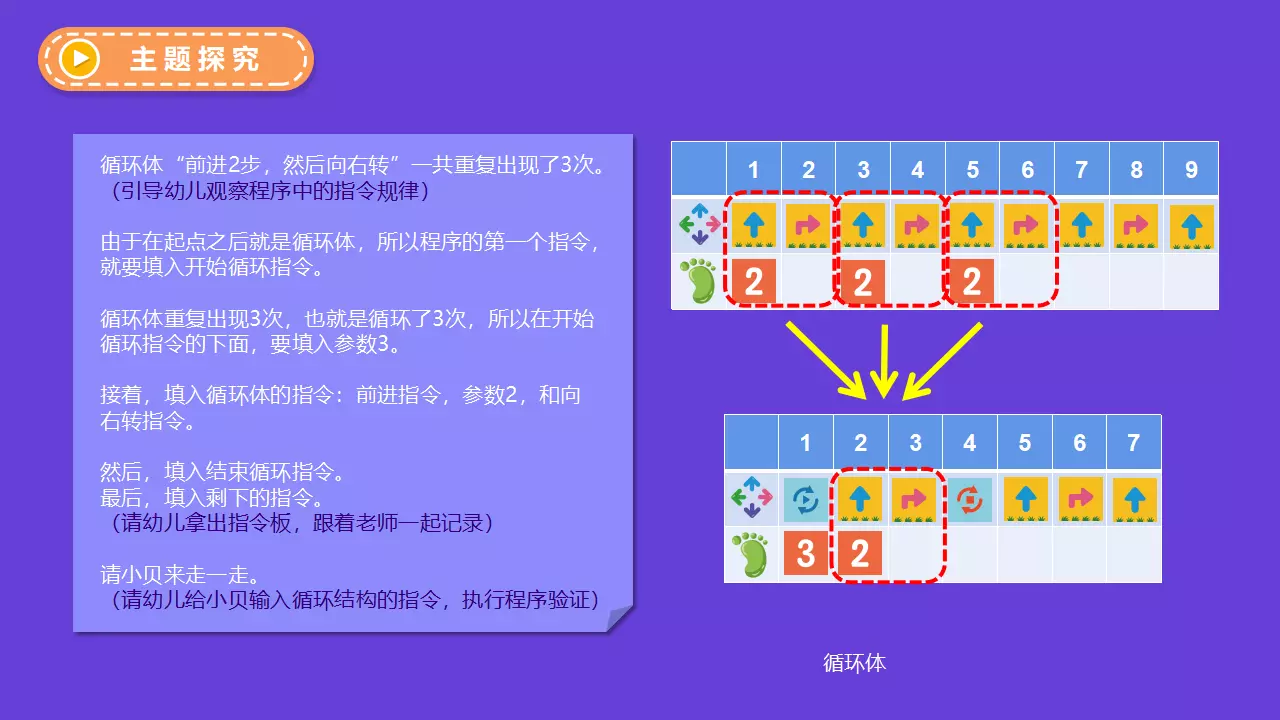 主题探究
循环体“前进2步，然后向右转”一共重复出现了3次。
（引导幼儿观察程序中的指令规律）
由于在起点之后就是循环体，所以程序的第一个指令，
就要填入开始循环指令。
循环体重复出现3次，也就是循环了3次，所以在开始
循环指令的下面，要填入参数3。
接着，填入循环体的指令：前进指令，参数2，和向
右转指令。
然后，填入结束循环指令。
最后，填入剩下的指令。
（请幼儿拿出指令板，跟着老师一起记录）
请小贝来走一走。
（请幼儿给小贝输入循环结构的指令，执行程序验证）
1 2 3 4 5 6 7 8 9
2 2 2
1 2 3 4 5 6 7
3 2
循环体